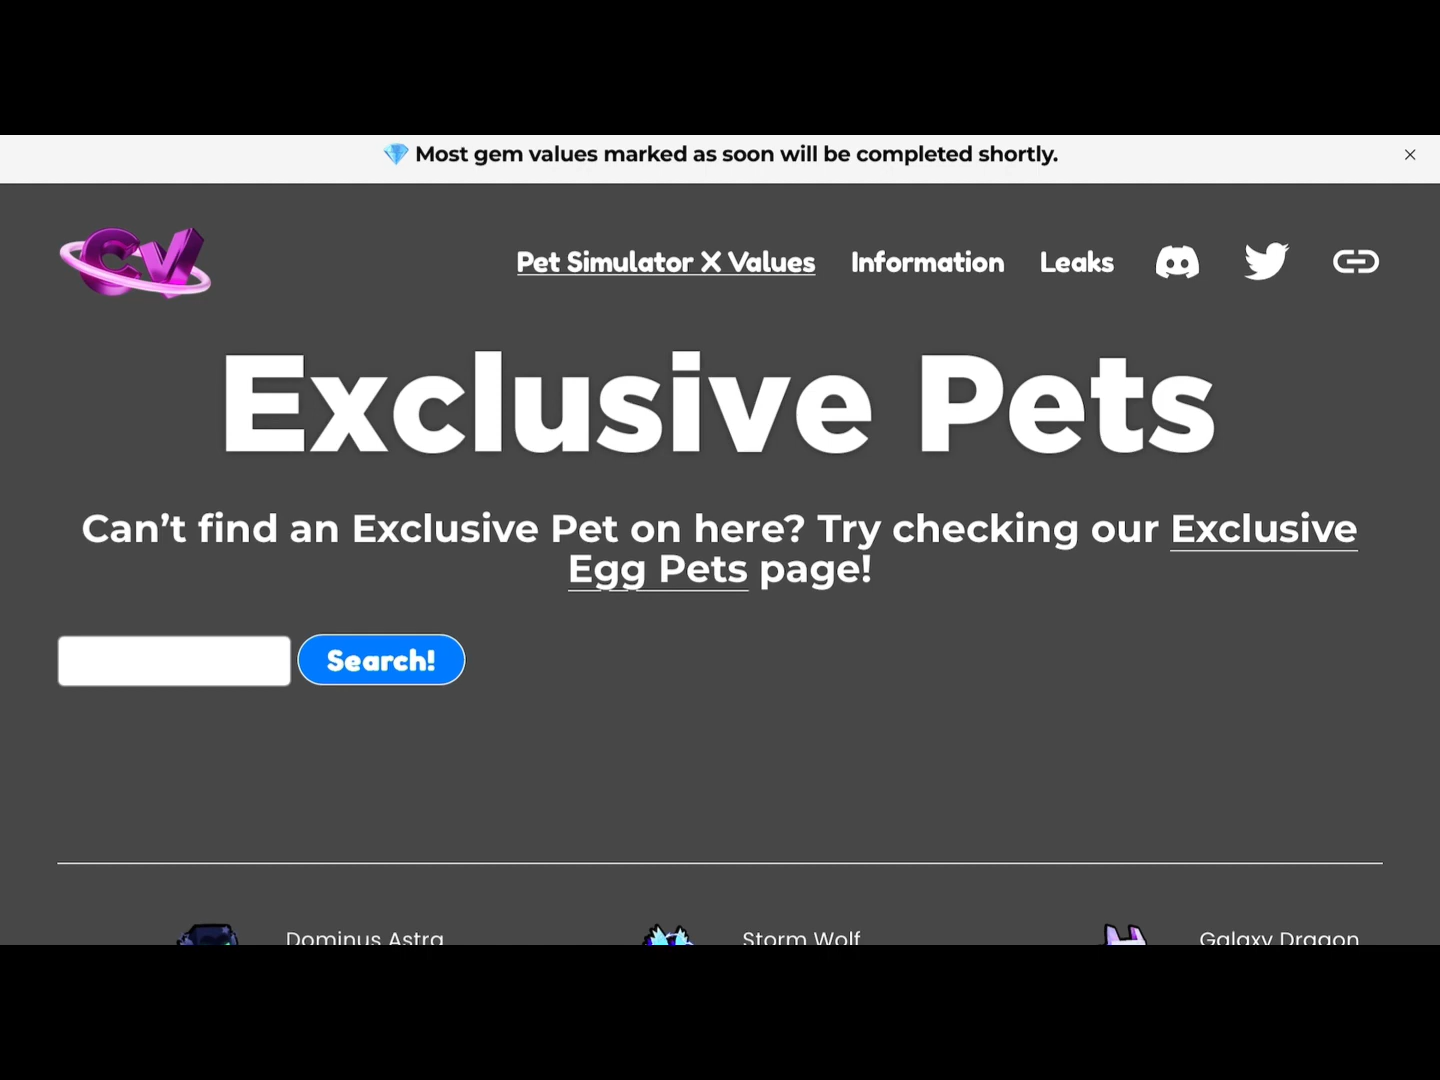 💎 Most gem values marked as soon will be completed shortly.
CV
Pet Simulator X Values Information Leaks
Exclusive Pets
Can’t find an Exclusive Pet on here? Try checking our Exclusive
Egg Pets page!
Search!
Dominus Astra Storm Wolf Galaxy Dragon